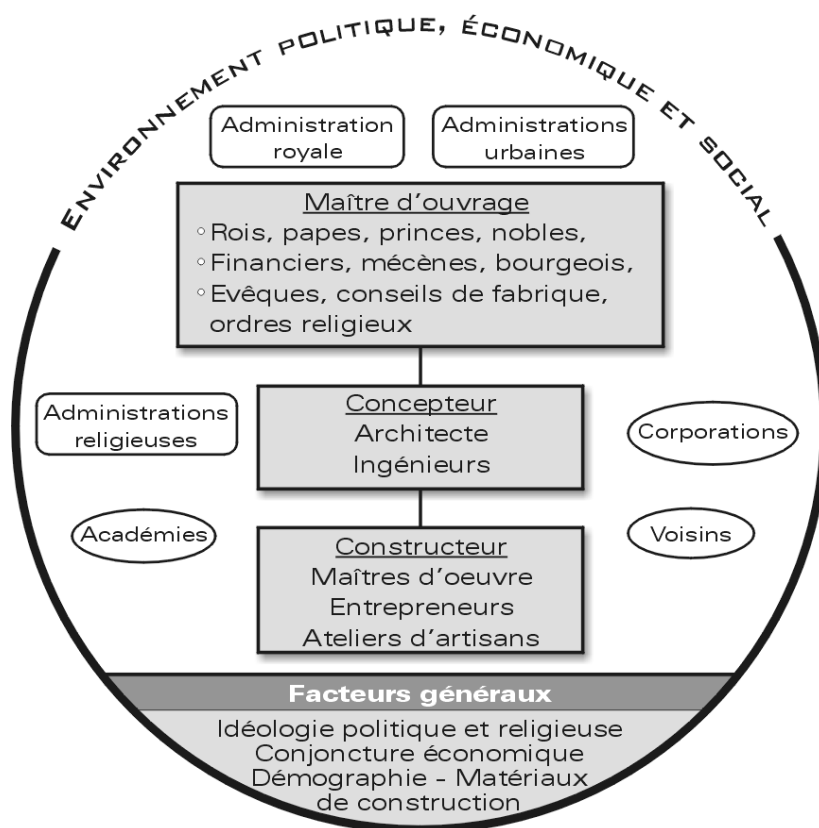 ENVIRONNEMENT POLITIQUE, ÉCONOMIQUE ET SOCIAL
Administration
royale
Administrations
urbaines
Maître d'ouvrage
◦ Rois, papes, princes, nobles,
◦ Financiers, mécènes, bourgeois,
◦ Evêques, conseils de fabrique,
ordres religieux
Administrations
religieuses
Concepteur
Architecte
Ingénieurs
Corporations
Académies
Constructeur
Maîtres d'oeuvre
Entrepreneurs
Ateliers d'artisans
Voisins
Facteurs généraux
Idéologie politique et religieuse
Conjoncture économique
Démographie - Matériaux
de construction